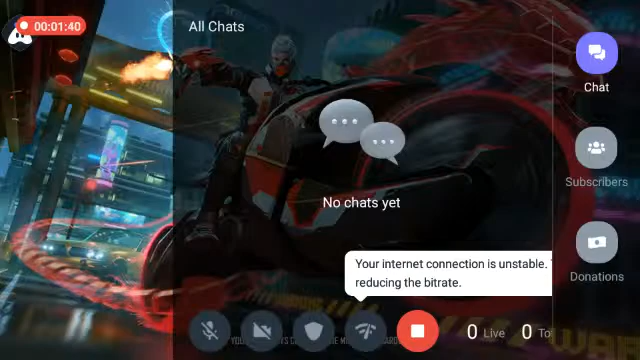 00:01:40
All Chats
Chat
No chats yet
Subscribers
Your internet connection is unstable.
reducing the bitrate.
Donations
0 Live 0 To